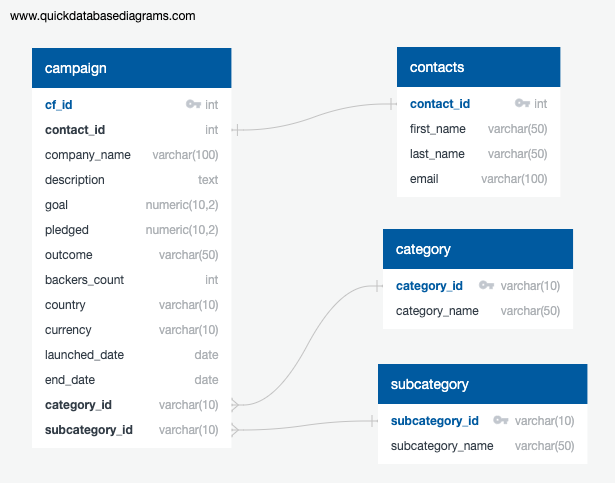 www.quickdatabasediagrams.com
campaign
cf_id int
contact_id int
company_name varchar(100)
description text
goal numeric(10,2)
pledged numeric(10,2)
outcome varchar(50)
backers_count int
country varchar(10)
currency varchar(10)
launched_date date
end_date date
category_id varchar(10)
subcategory_id varchar(10)
contacts
contact_id int
first_name varchar(50)
last_name varchar(50)
email varchar(100)
category
category_id varchar(10)
category_name varchar(50)
subcategory
subcategory_id varchar(10)
subcategory_name varchar(50)